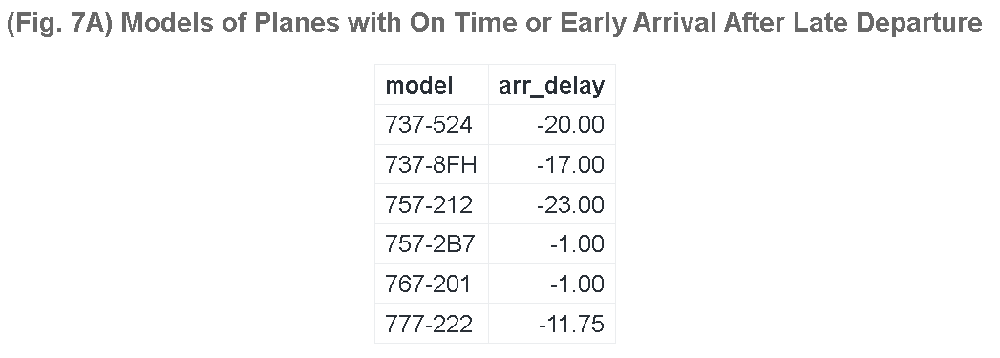 (Fig. 7A) Models of Planes with On Time or Early Arrival After Late Departure
model arr_delay
737-524 -20.00
737-8FH -17.00
757-212 -23.00
757-2B7 -1.00
767-201 -1.00
777-222 -11.75